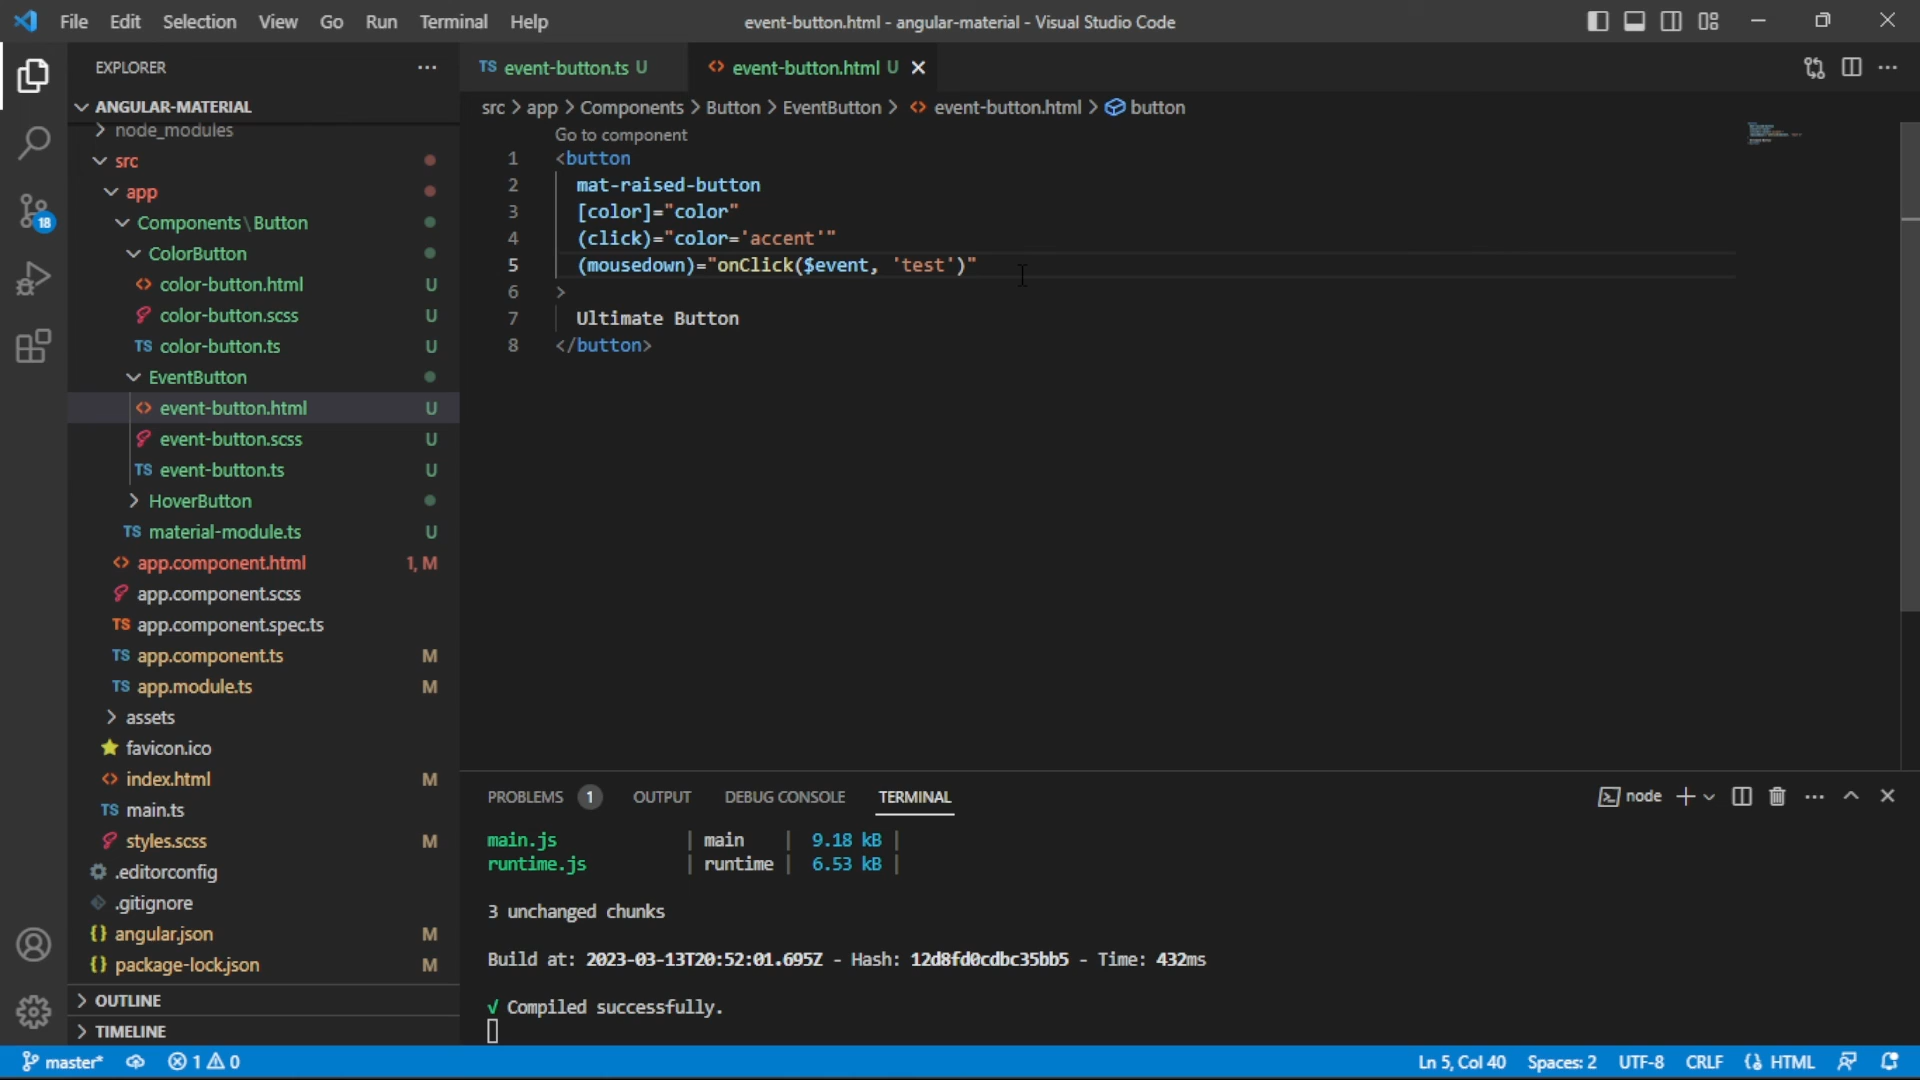 File Edit Selection View Go Run Terminal Help
event-button.html - angular-material - Visual Studio Code
EXPLORER
ANGULAR-MATERIAL
node_modules
src
app
Components\Button
ColorButton
color-button.html U
color-button.scss U
TS color-button.ts U
EventButton
event-button.html U
event-button.scss U
TS event-button.ts U
HoverButton
TS material-module.ts U
app.component.html 1, M
app.component.scss
TS app.component.spec.ts
TS app.component.ts M
TS app.module.ts M
assets
favicon.ico
index.html M
TS main.ts
styles.scss M
.editorconfig
.gitignore
{} angular.json M
{} package-lock.json M
OUTLINE
TIMELINE
18
TS event-button.ts U
event-button.html U
src > app > Components > Button > EventButton > event-button.html > button
Go to component
1 <button
2 mat-raised-button
3 [color]="color"
4 (click)="color='accent'"
5 (mousedown)="onClick($event, 'test')"
6 >
7 Ultimate Button
8 </button>
PROBLEMS 1 OUTPUT DEBUG CONSOLE TERMINAL
node
main.js | main | 9.18 kB |
runtime.js | runtime | 6.53 kB |
3 unchanged chunks
Build at: 2023-03-13T20:52:01.695Z - Hash: 12d8fd0cdbc35bb5 - Time: 432ms
√ Compiled successfully.
master* 1 0
Ln 5, Col 40 Spaces: 2 UTF-8 CRLF HTML